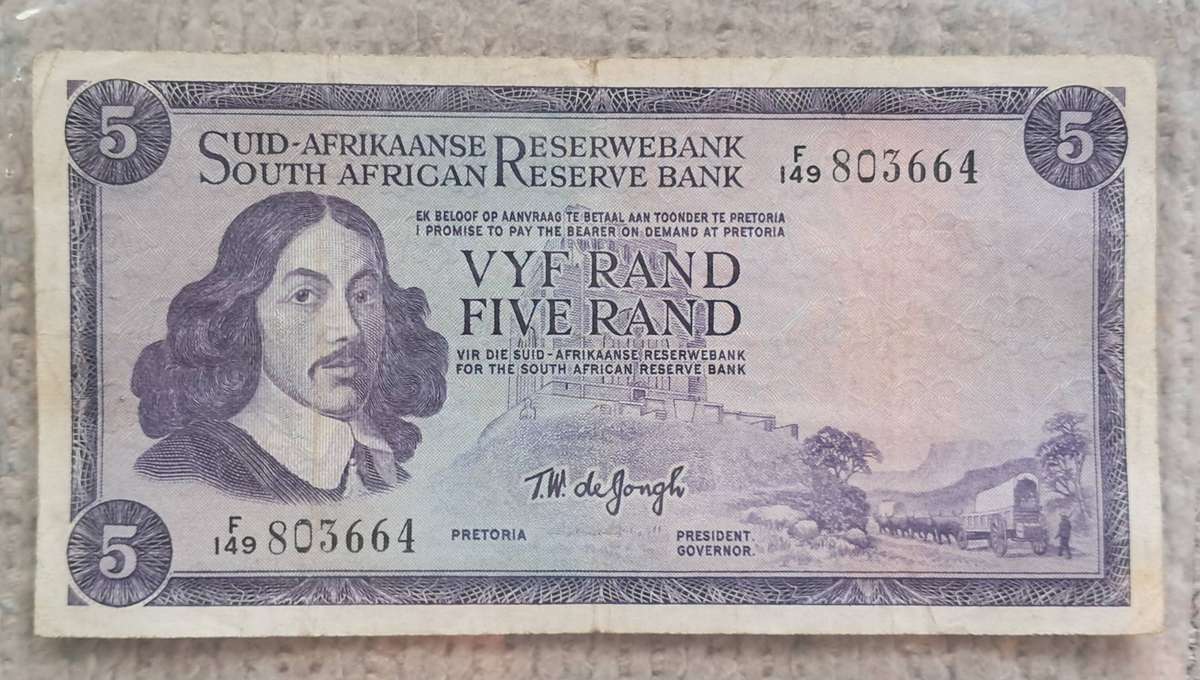 5
5
SUID-AFRIKAANSE RESERWEBANK
SOUTH AFRICAN RESERVE BANK
F/149 803664
EK BELOOF OP AANVRAAG TE BETAAL AAN TOONDER TE PRETORIA
I PROMISE TO PAY THE BEARER ON DEMAND AT PRETORIA
VYF RAND
FIVE RAND
VIR DIE SUID-AFRIKAANSE RESERWEBANK
FOR THE SOUTH AFRICAN RESERVE BANK
T.W. de Jongh
F/149 803664
PRETORIA
PRESIDENT.
GOVERNOR.
5